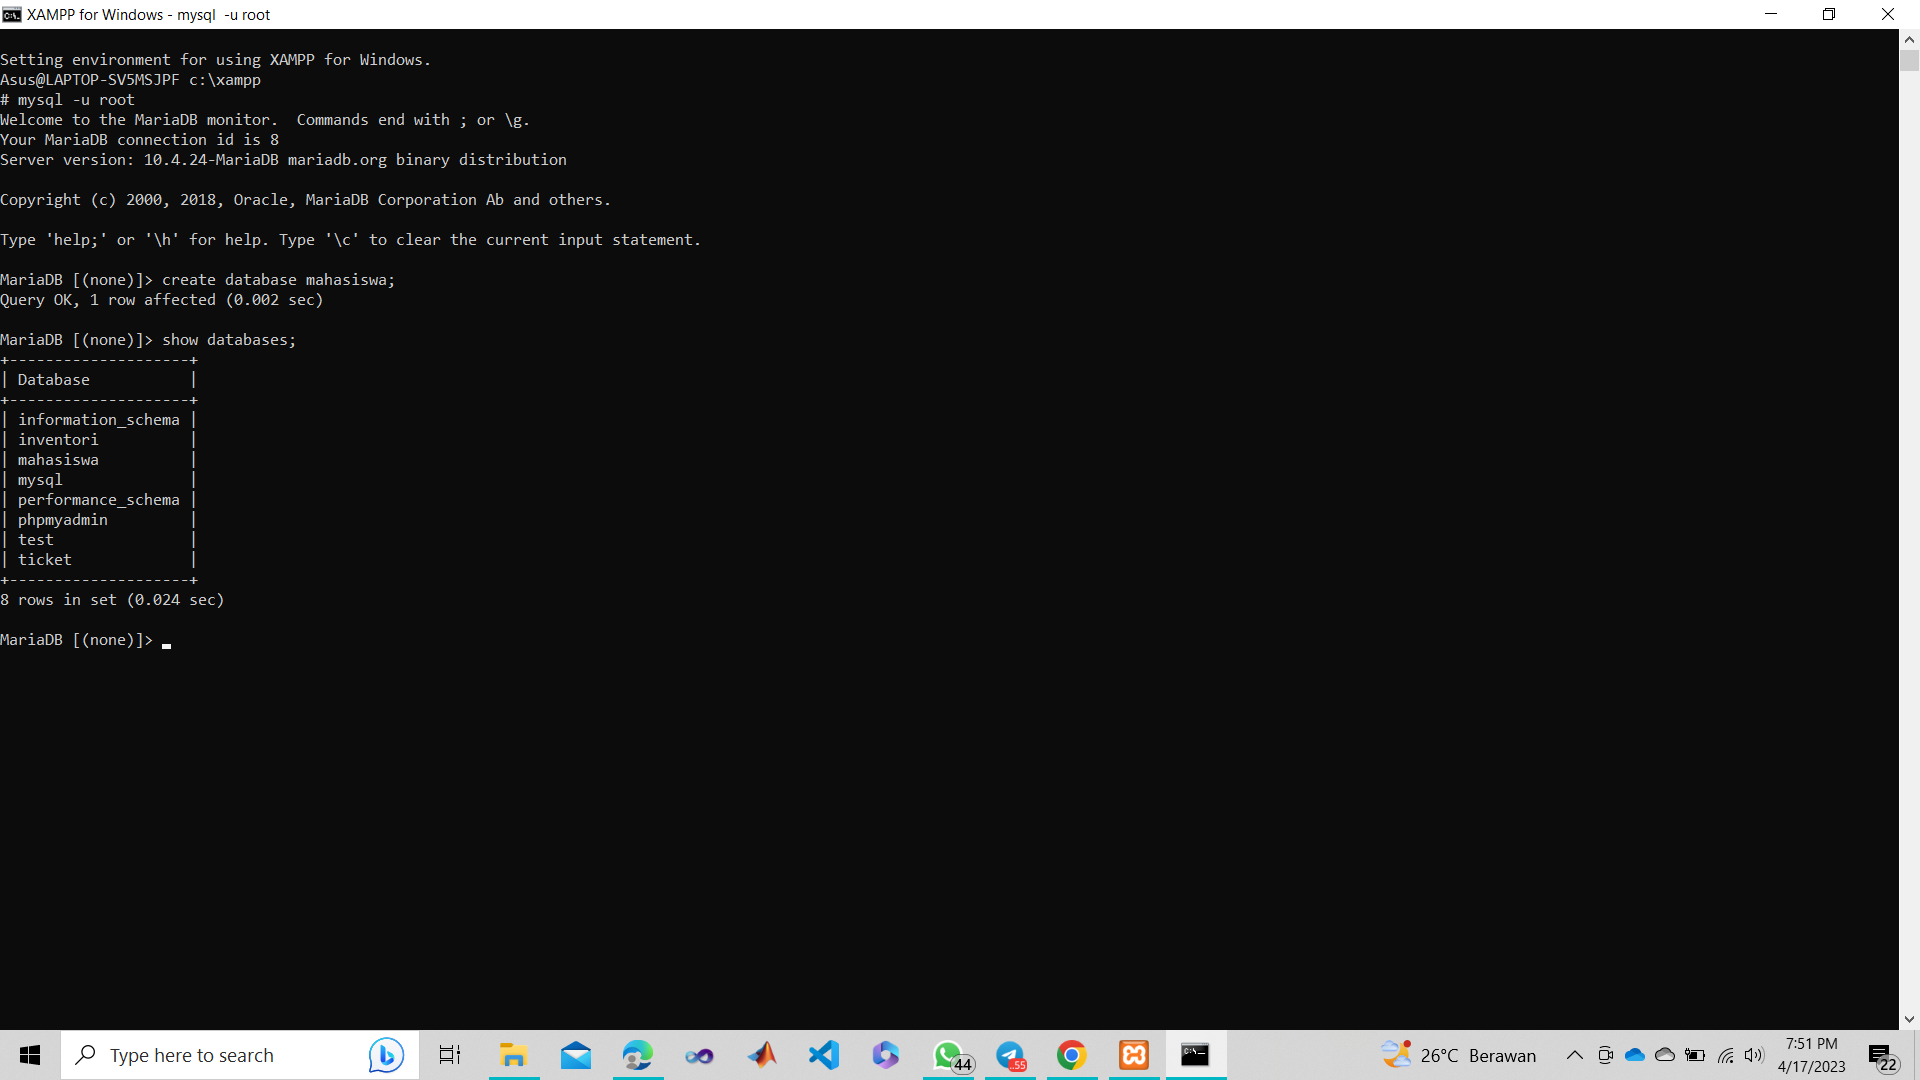 XAMPP for Windows - mysql  -u root
Setting environment for using XAMPP for Windows.
Asus@LAPTOP-SV5MSJPF c:\xampp
# mysql -u root
Welcome to the MariaDB monitor.  Commands end with ; or \g.
Your MariaDB connection id is 8
Server version: 10.4.24-MariaDB mariadb.org binary distribution
Copyright (c) 2000, 2018, Oracle, MariaDB Corporation Ab and others.
Type 'help;' or '\h' for help. Type '\c' to clear the current input statement.
MariaDB [(none)]> create database mahasiswa;
Query OK, 1 row affected (0.002 sec)
MariaDB [(none)]> show databases;
+--------------------+
| Database           |
+--------------------+
| information_schema |
| inventori          |
| mahasiswa          |
| mysql              |
| performance_schema |
| phpmyadmin         |
| test               |
| ticket             |
+--------------------+
8 rows in set (0.024 sec)
MariaDB [(none)]>
Type here to search
44
55
26°C  Berawan
7:51 PM
4/17/2023
22